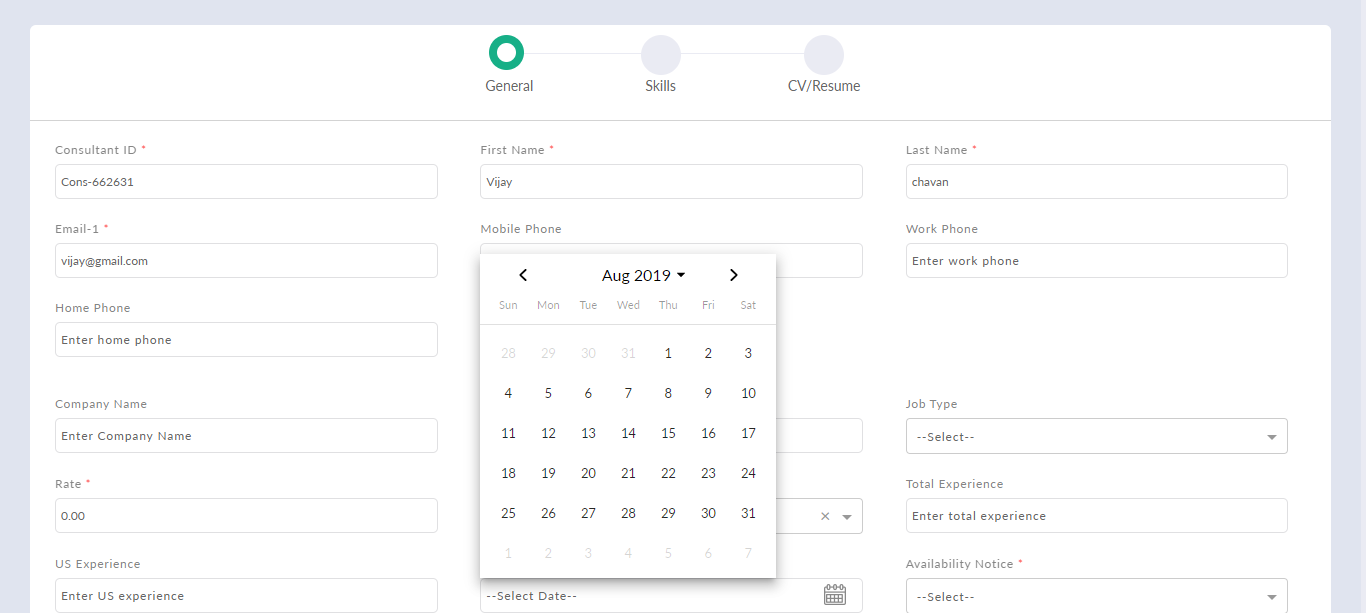 General Skills CV/Resume
Consultant ID * First Name * Last Name *
Cons-662631 Vijay chavan
Email-1 * Mobile Phone Work Phone
vijay@gmail.com Enter work phone
Aug 2019
Sun Mon Tue Wed Thu Fri Sat
Home Phone
Enter home phone
28 29 30 31 1 2 3
4 5 6 7 8 9 10
Company Name Job Type
Enter Company Name --Select--
11 12 13 14 15 16 17
18 19 20 21 22 23 24
Rate * Total Experience
0.00 × Enter total experience
25 26 27 28 29 30 31
1 2 3 4 5 6 7
US Experience Availability Notice *
Enter US experience --Select Date-- --Select--